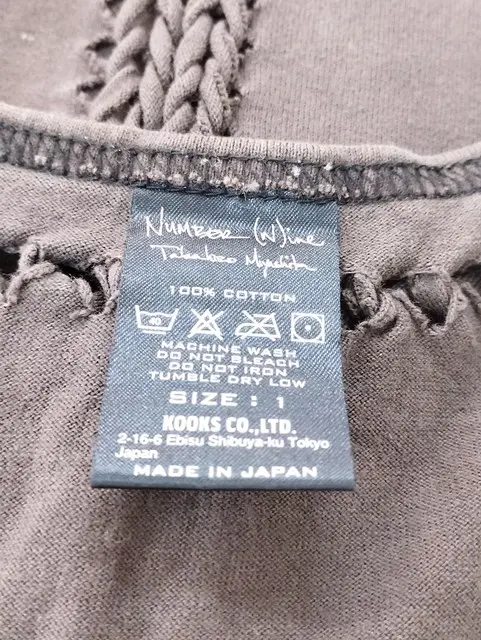 NUMBER (N)ine
Takahiro Miyashita
100% COTTON
40
MACHINE WASH
DO NOT BLEACH
DO NOT IRON
TUMBLE DRY LOW
SIZE : 1
KOOKS CO.,LTD.
2-16-6 Ebisu Shibuya-ku Tokyo
Japan
MADE IN JAPAN